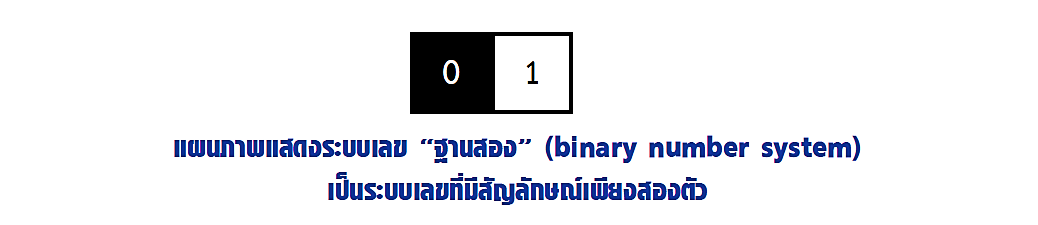 0 1
แผนภาพแสดงระบบเลข “ฐานสอง” (binary number system)
เป็นระบบเลขที่มีสัญลักษณ์เพียงสองตัว